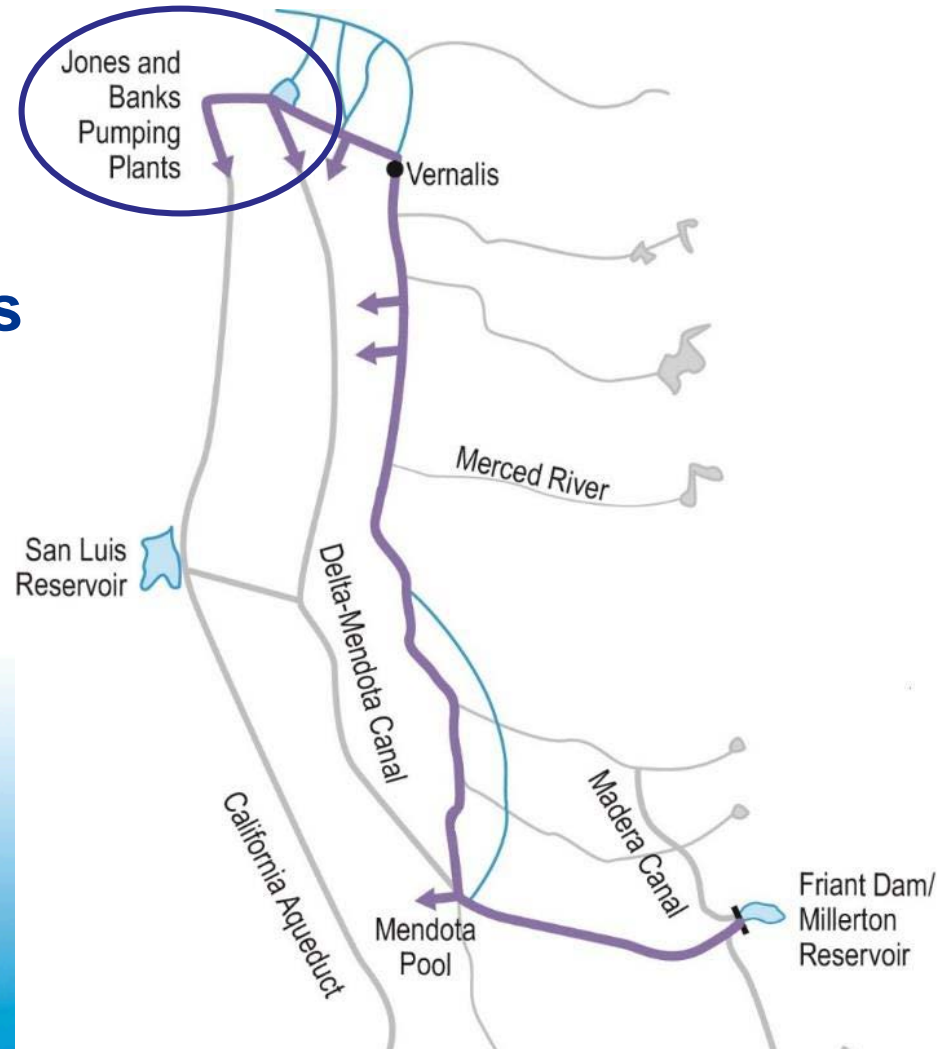 Jones and
Banks
Pumping
Plants
Vernalis
s
Merced River
San Luis
Reservoir
Delta-Mendota Canal
California Aqueduct
Madera Canal
Mendota
Pool
Friant Dam/
Millerton
Reservoir